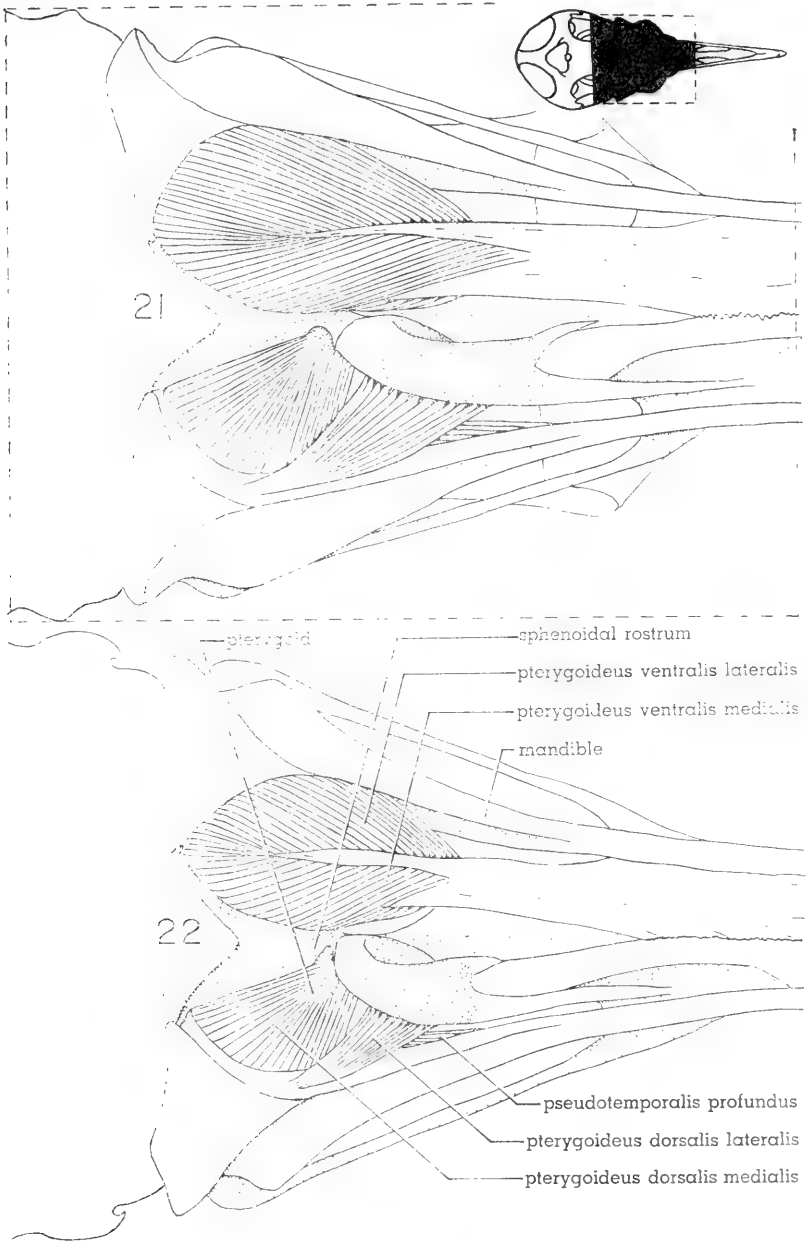 21
pterygoid
sphenoidal rostrum
pterygoideus ventralis lateralis
pterygoideus ventralis medialis
mandible
22
pseudotemporalis profundus
pterygoideus dorsalis lateralis
pterygoideus dorsalis medialis